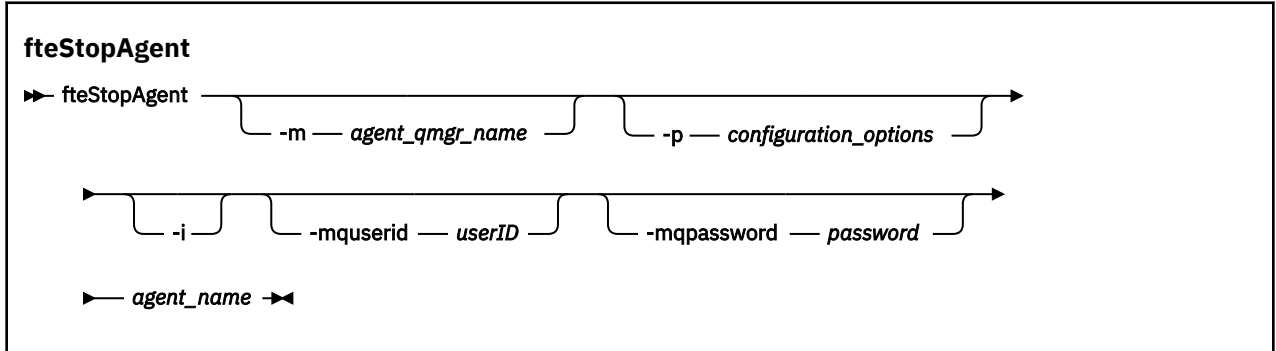 fteStopAgent
fteStopAgent
-m agent_qmgr_name -p configuration_options
-i -mquserid userID -mqpassword password
agent_name